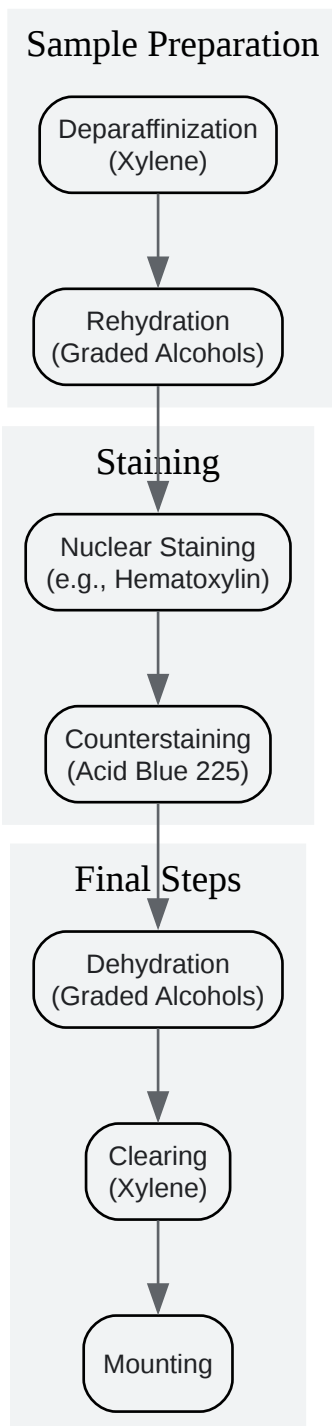 Sample Preparation
Deparaffinization
(Xylene)
Rehydration
(Graded Alcohols)
Staining
Nuclear Staining
(e.g., Hematoxylin)
Counterstaining
(Acid Blue 225)
Final Steps
Dehydration
(Graded Alcohols)
Clearing
(Xylene)
Mounting